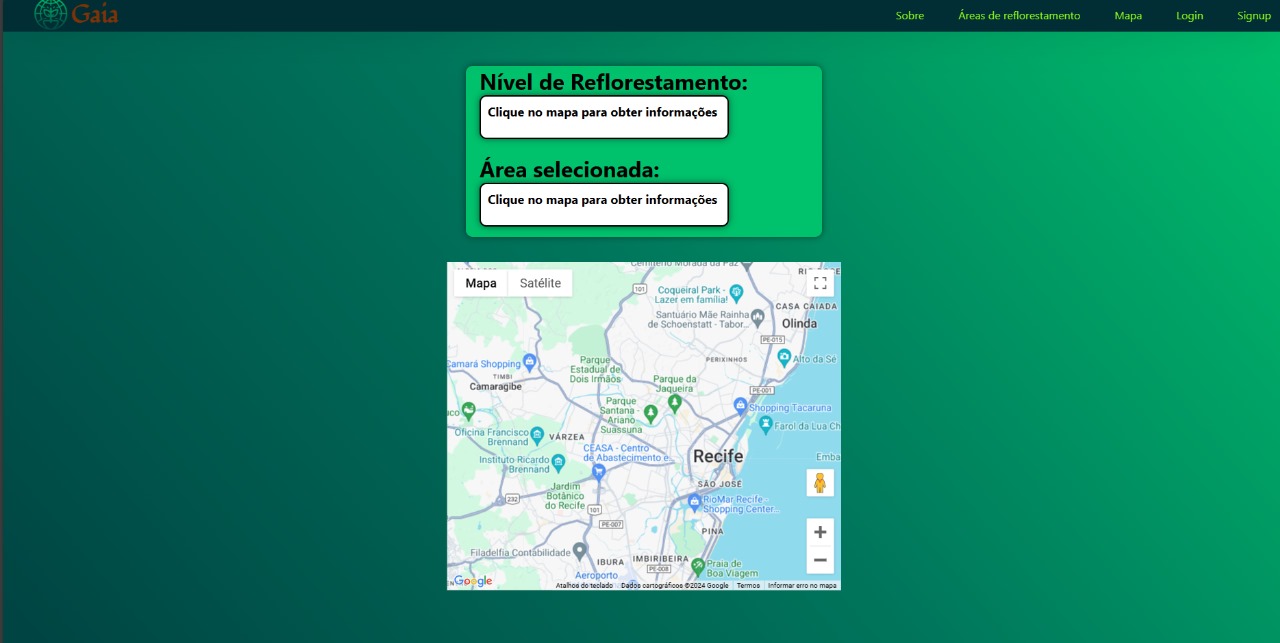 Gaia
Sobre
Áreas de reflorestamento
Mapa
Login
Signup
Nível de Reflorestamento:
Clique no mapa para obter informações
Área selecionada:
Clique no mapa para obter informações
Mapa
Satélite
Cemitério Morada da Paz
101
Coqueiral Park -
Lazer em família!
CASA CAIADA
Santuário Mãe Rainha
de Schoenstatt - Tabor...
Olinda
PE-015
PEIXINHOS
Alto da Sé
Camará Shopping
TIMBI
Camaragibe
Parque
Estadual de
Dois Irmãos
Parque da
Jaqueira
PE-001
Parque
Santana -
Ariano
Suassuna
Shopping Tacaruna
Farol da Lua Ch
Oficina Francisco
Brennand
VÁRZEA
CEASA - Centro
de Abastecimento e...
Recife
Emba
Instituto Ricardo
Brennand
SÃO JOSÉ
Jardim
Botânico
do Recife
232
101
RioMar Recife -
Shopping Center...
PE-007
PINA
Filadelfia Contabilidade
IBURA
IMBIRIBEIRA
PE-008
Praia de
Boa Viagem
Aeroporto
Google
Atalhos do teclado
Dados cartográficos ©2024 Google
Termos
Informar erro no mapa